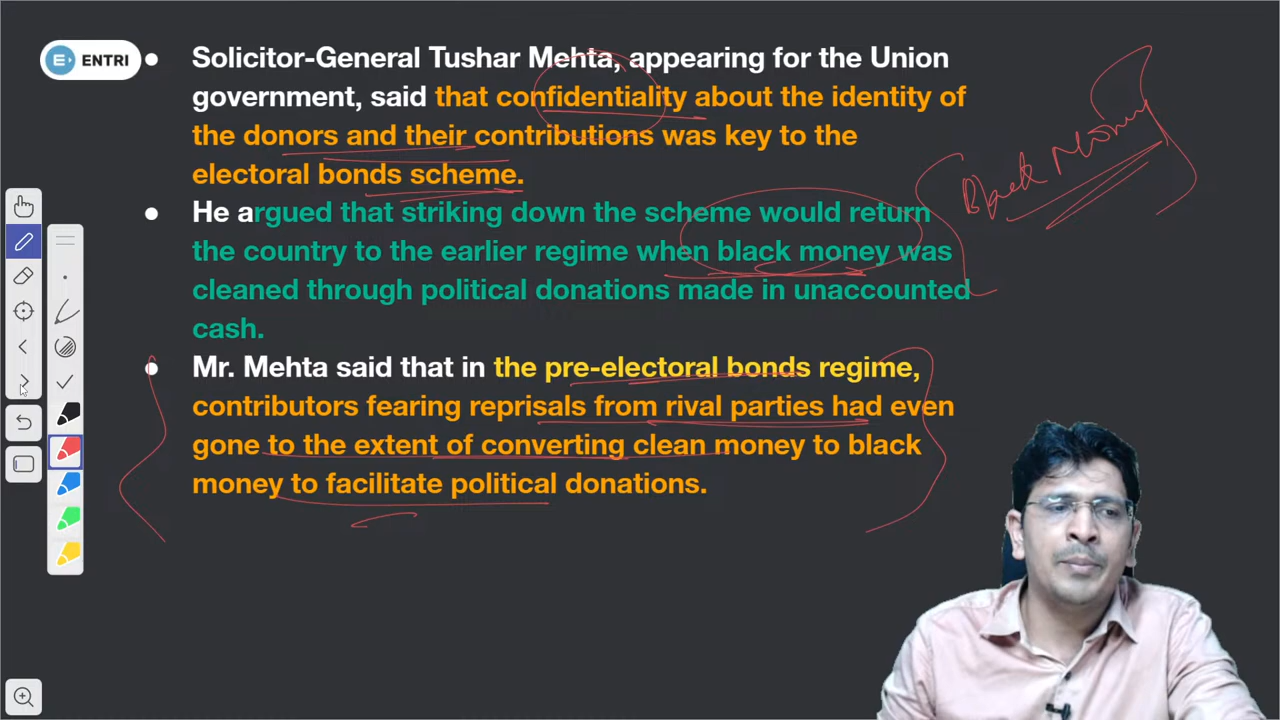 ENTRI
Solicitor-General Tushar Mehta, appearing for the Union
government, said that confidentiality about the identity of
the donors and their contributions was key to the
electoral bonds scheme.
He argued that striking down the scheme would return
the country to the earlier regime when black money was
cleaned through political donations made in unaccounted
cash.
Mr. Mehta said that in the pre-electoral bonds regime,
contributors fearing reprisals from rival parties had even
gone to the extent of converting clean money to black
money to facilitate political donations.
Black Money